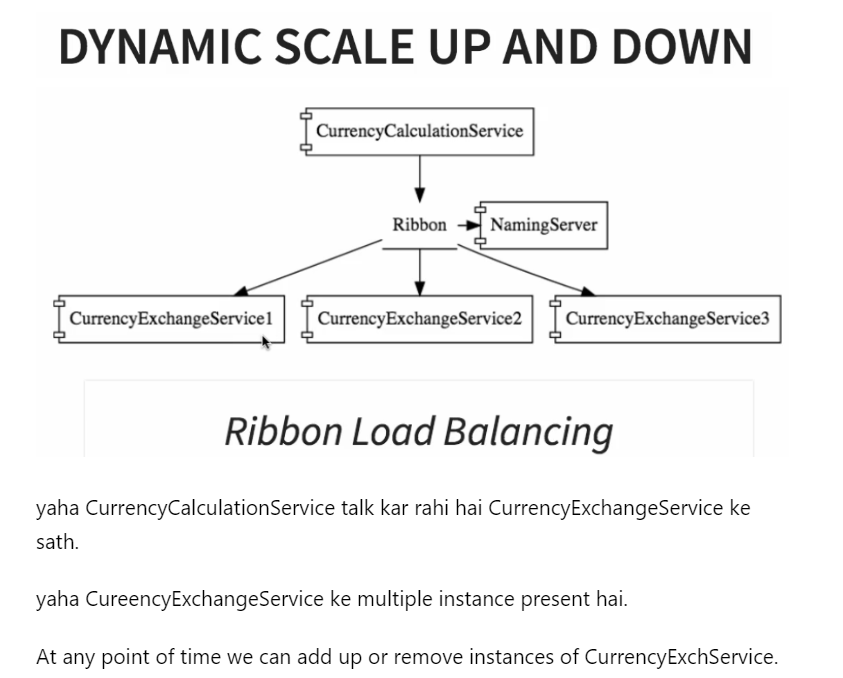 DYNAMIC SCALE UP AND DOWN
CurrencyCalculationService
Ribbon
NamingServer
CurrencyExchangeService1
CurrencyExchangeService2
CurrencyExchangeService3
Ribbon Load Balancing
yaha CurrencyCalculationService talk kar rahi hai CurrencyExchangeService ke
sath.
yaha CureencyExchangeService ke multiple instance present hai.
At any point of time we can add up or remove instances of CurrencyExchService.